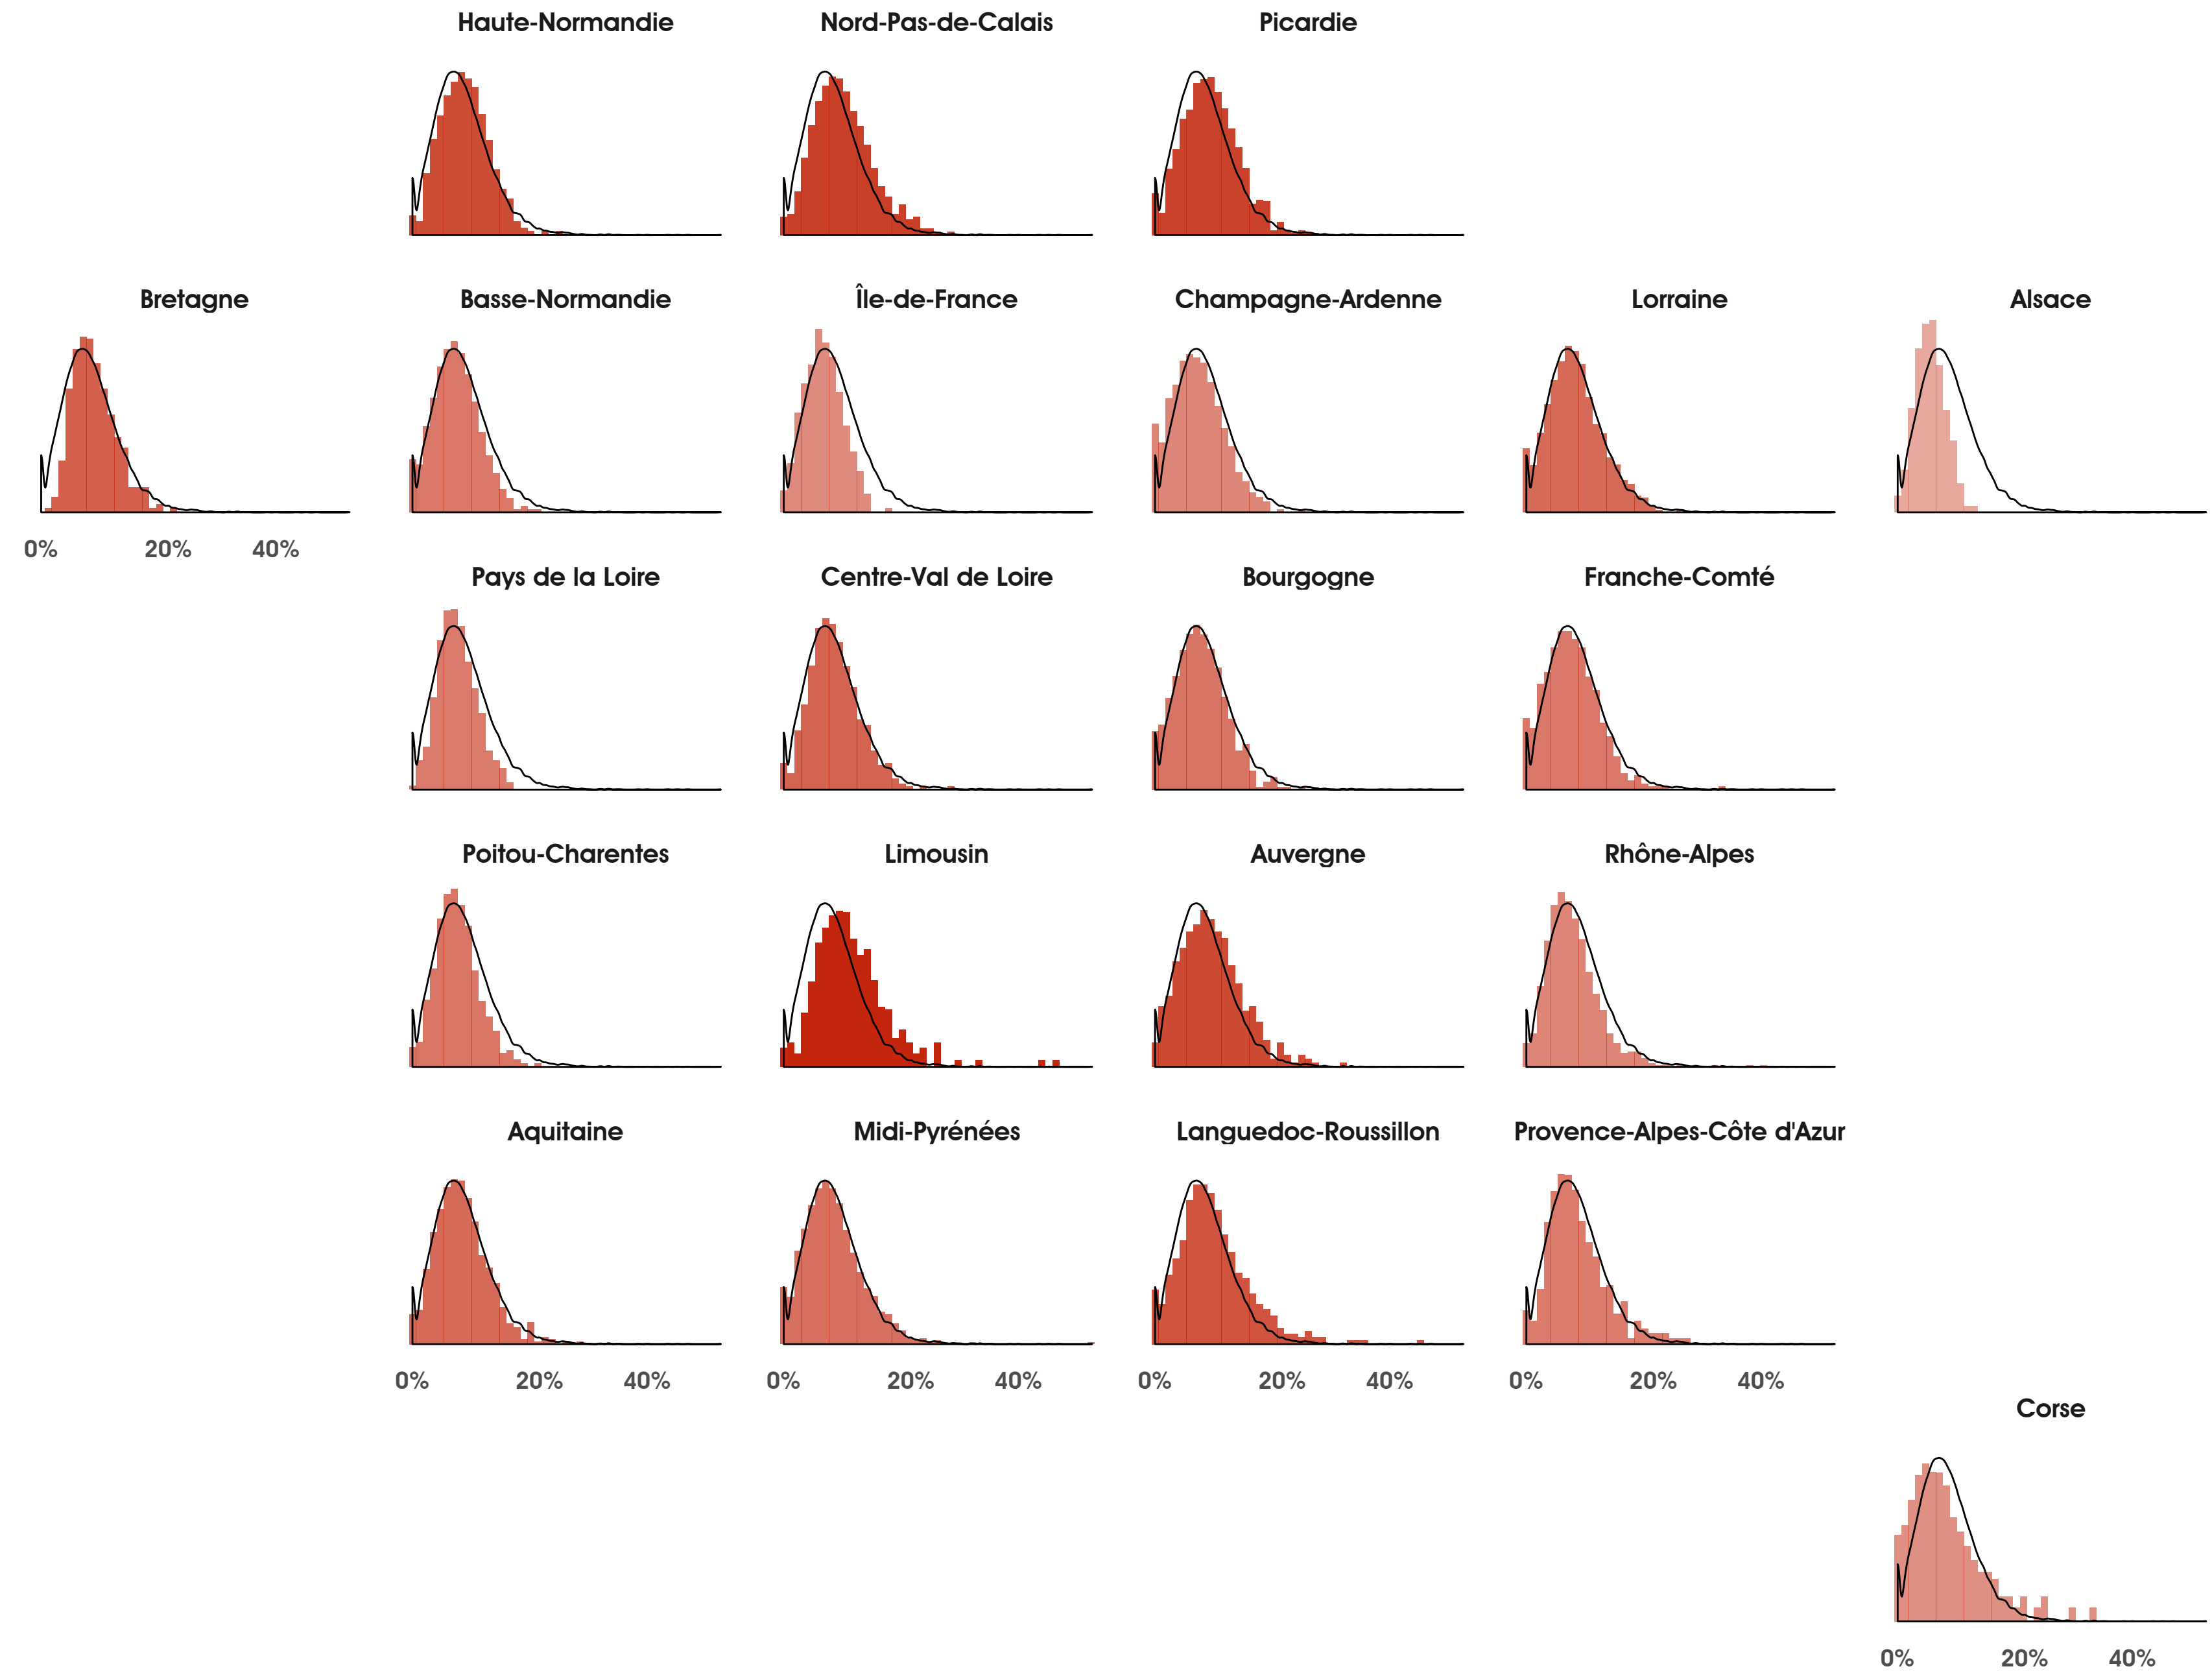 Haute-Normandie
Nord-Pas-de-Calais
Picardie
Bretagne
Basse-Normandie
Île-de-France
Champagne-Ardenne
Lorraine
Alsace
0% 20% 40%
Pays de la Loire
Centre-Val de Loire
Bourgogne
Franche-Comté
Poitou-Charentes
Limousin
Auvergne
Rhône-Alpes
Aquitaine
Midi-Pyrénées
Languedoc-Roussillon
Provence-Alpes-Côte d'Azur
0% 20% 40%
0% 20% 40%
0% 20% 40%
0% 20% 40%
Corse
0% 20% 40%